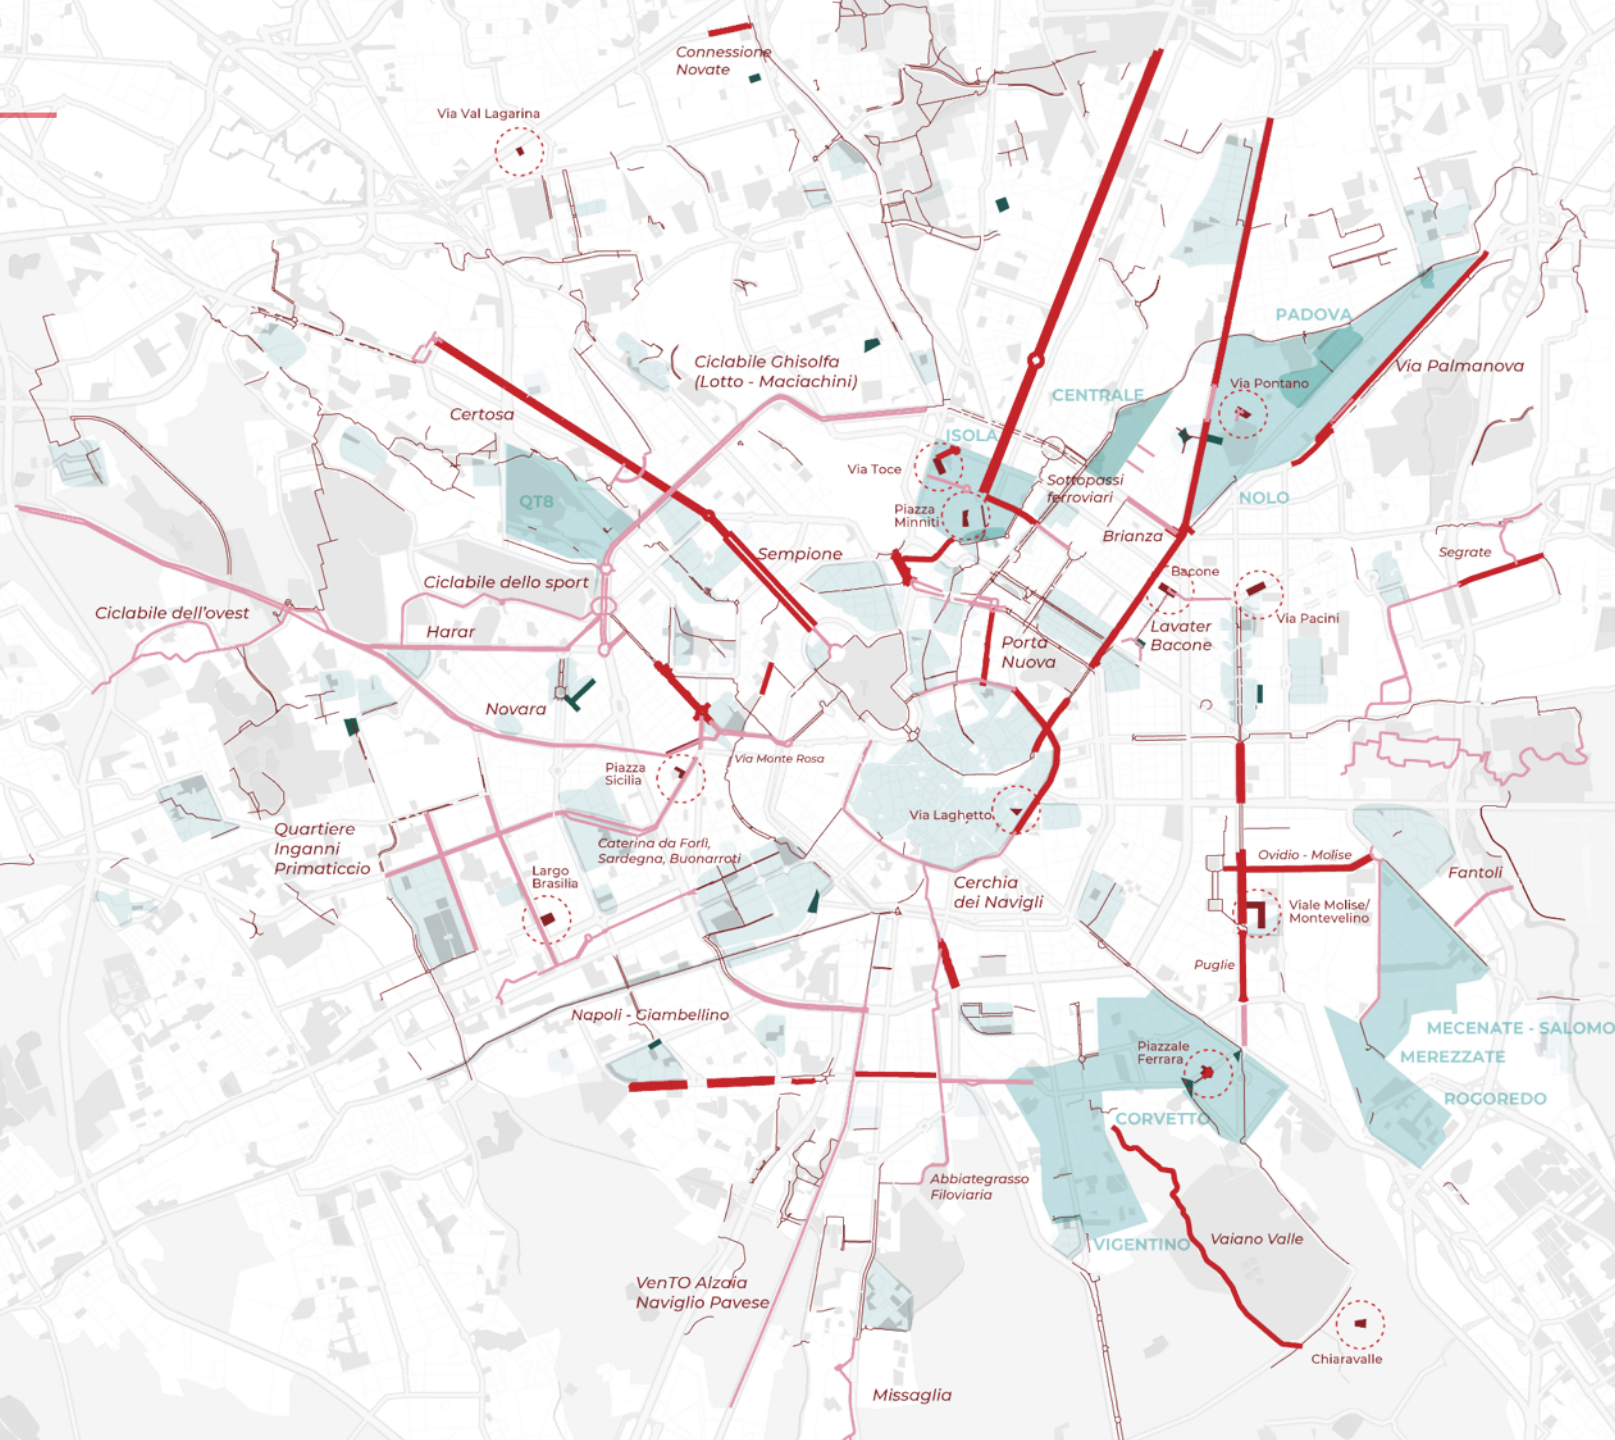 Connessione
Novate
Via Val Lagarina
PADOVA
Ciclabile Ghisolfa
(Lotto - Maciachini)
Via Palmanova
Via Pontano
CENTRALE
Certosa
ISOLA
Via Toce
Sottopassi
ferroviari
QT8
NOLO
Piazza
Minniti
Brianza
Sempione
Segrate
Bacone
Ciclabile dello sport
Ciclabile dell'ovest
Via Pacini
Harar
Lavater
Bacone
Porta
Nuova
Novara
Via Monte Rosa
Piazza
Sicilia
Via Laghetto
Quartiere
Inganni
Primaticcio
Caterina da Forlì,
Sardegna, Buonarroti
Ovidio - Molise
Largo
Brasilia
Fantoli
Cerchia
dei Navigli
Viale Molise/
Montevelino
Puglie
Napoli - Giambellino
MECENATE - SALOMO
Piazzale
Ferrara
MEREZZATE
ROGOREDO
CORVETTO
Abbiategrasso
Filoviaria
VIGENTINO
Vaiano Valle
VenTO Alzaia
Naviglio Pavese
Chiaravalle
Missaglia